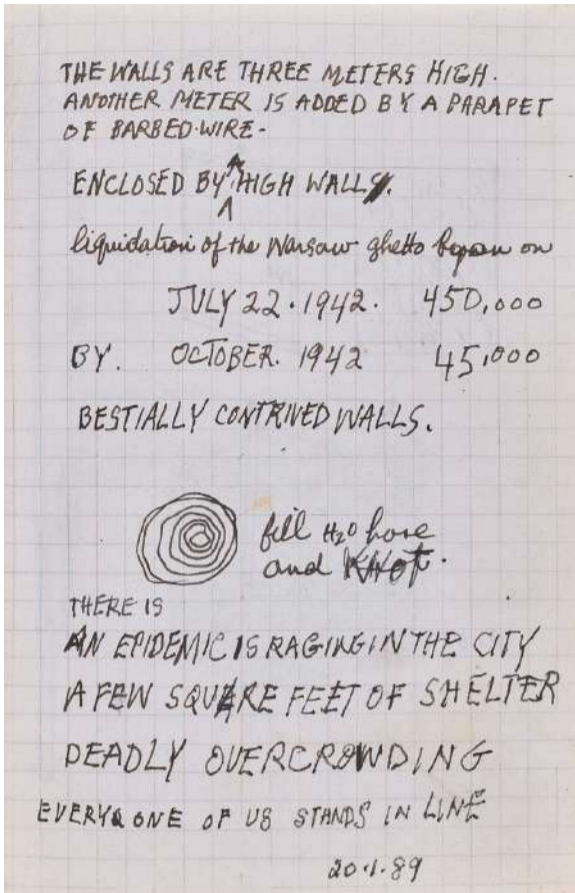 THE WALLS ARE THREE METERS HIGH.
ANOTHER METER IS ADDED BY A PARAPET
OF BARBED-WIRE-
ENCLOSED BY HIGH WALLS.
liquidation of the Warsaw ghetto began on
JULY 22. 1942. 450,000
BY. OCTOBER. 1942 45,000
BESTIALLY CONTRIVED WALLS.
fill H2O hose
and KNOT.
THERE IS
AN EPIDEMIC IS RAGING IN THE CITY
A FEW SQUARE FEET OF SHELTER
DEADLY OVERCROWDING
EVERY ONE OF US STANDS IN LINE
20.1.89